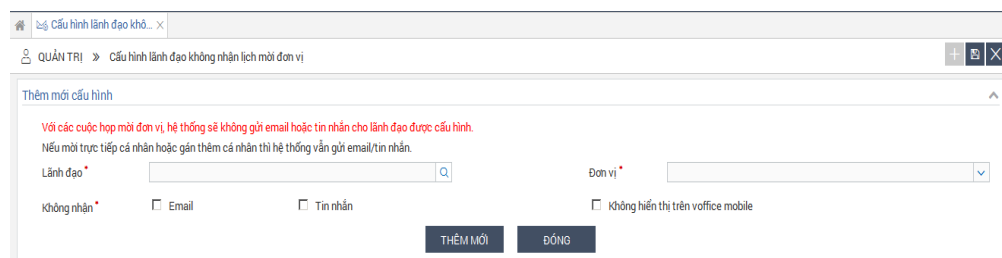 Cấu hình lãnh đạo khô...
QUẢN TRỊ » Cấu hình lãnh đạo không nhận lịch mời đơn vị
Thêm mới cấu hình
Với các cuộc họp mời đơn vị, hệ thống sẽ không gửi email hoặc tin nhắn cho lãnh đạo được cấu hình.
Nếu mời trực tiếp cá nhân hoặc gán thêm cá nhân thì hệ thống vẫn gửi email/tin nhắn.
Lãnh đạo * Đơn vị *
Không nhận * Email Tin nhắn Không hiển thị trên voffice mobile
THÊM MỚI ĐÓNG